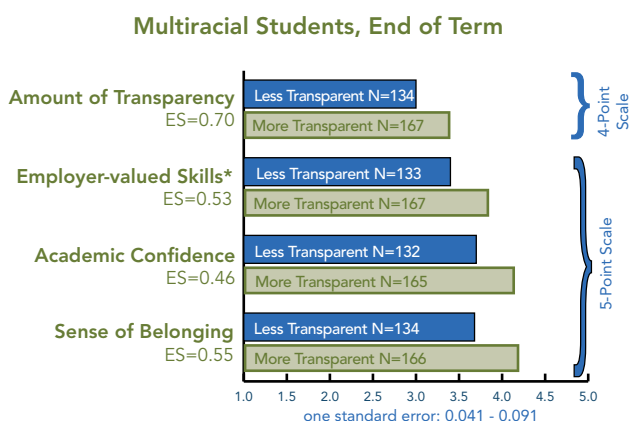 Multiracial Students, End of Term
Amount of Transparency
ES=0.70
Less Transparent N=134
More Transparent N=167
4-Point
Scale
Employer-valued Skills*
ES=0.53
Less Transparent N=133
More Transparent N=167
Academic Confidence
ES=0.46
Less Transparent N=132
More Transparent N=165
Sense of Belonging
ES=0.55
Less Transparent N=134
More Transparent N=166
5-Point Scale
1.0 1.5 2.0 2.5 3.0 3.5 4.0 4.5 5.0
one standard error: 0.041 - 0.091